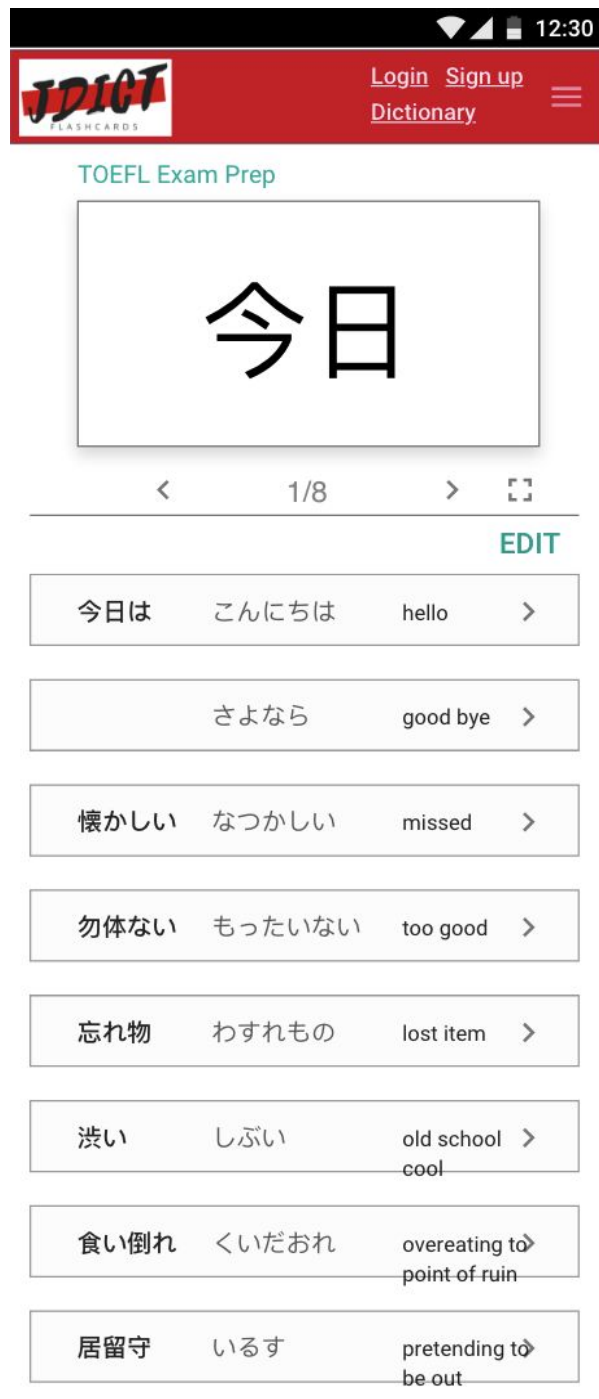 12:30
JDICT
FLASHCARDS
Login Sign up
Dictionary
TOEFL Exam Prep
今日
1/8
EDIT
今日は こんにちは hello
さよなら good bye
懐かしい なつかしい missed
勿体ない もったいない too good
忘れ物 わすれもの lost item
渋い しぶい old school
cool
食い倒れ くいだおれ overeating to
point of ruin
居留守 いるす pretending to
be out